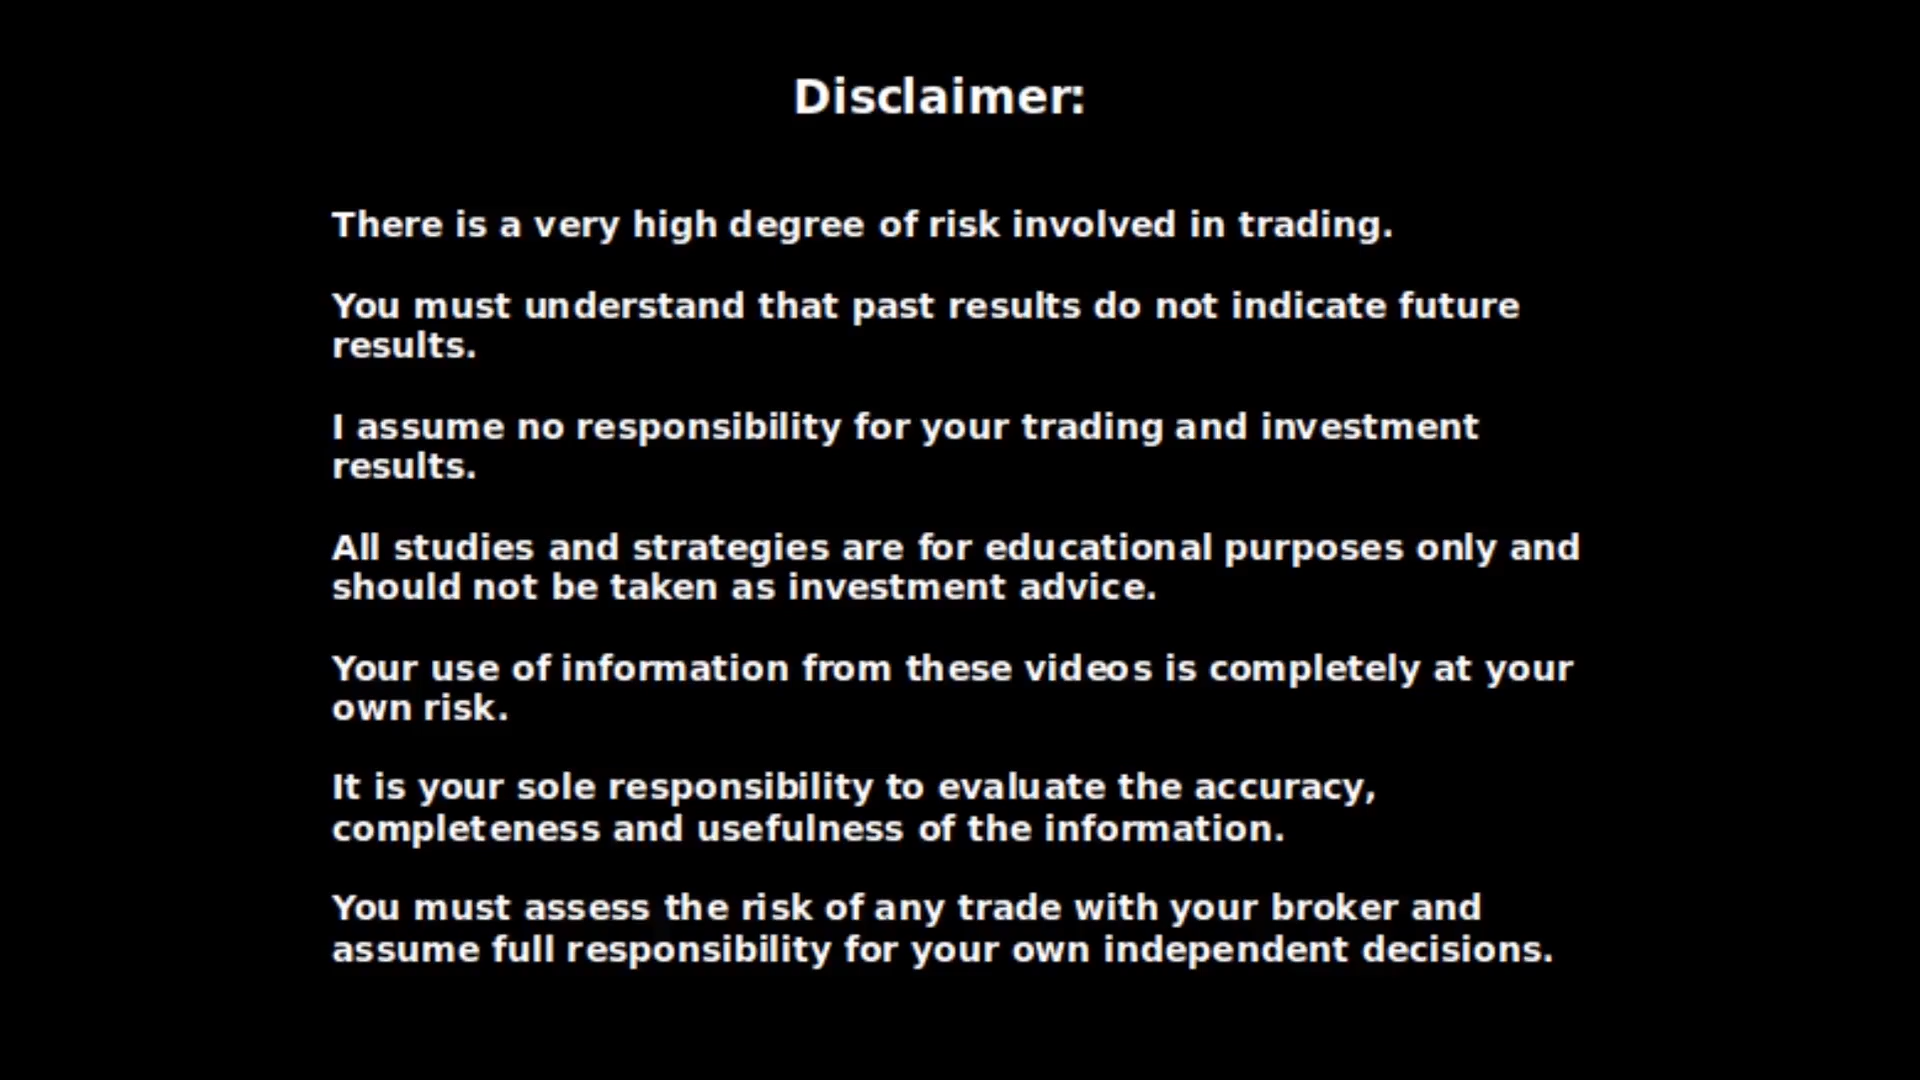 Disclaimer:
There is a very high degree of risk involved in trading.
You must understand that past results do not indicate future
results.
I assume no responsibility for your trading and investment
results.
All studies and strategies are for educational purposes only and
should not be taken as investment advice.
Your use of information from these videos is completely at your
own risk.
It is your sole responsibility to evaluate the accuracy,
completeness and usefulness of the information.
You must assess the risk of any trade with your broker and
assume full responsibility for your own independent decisions.